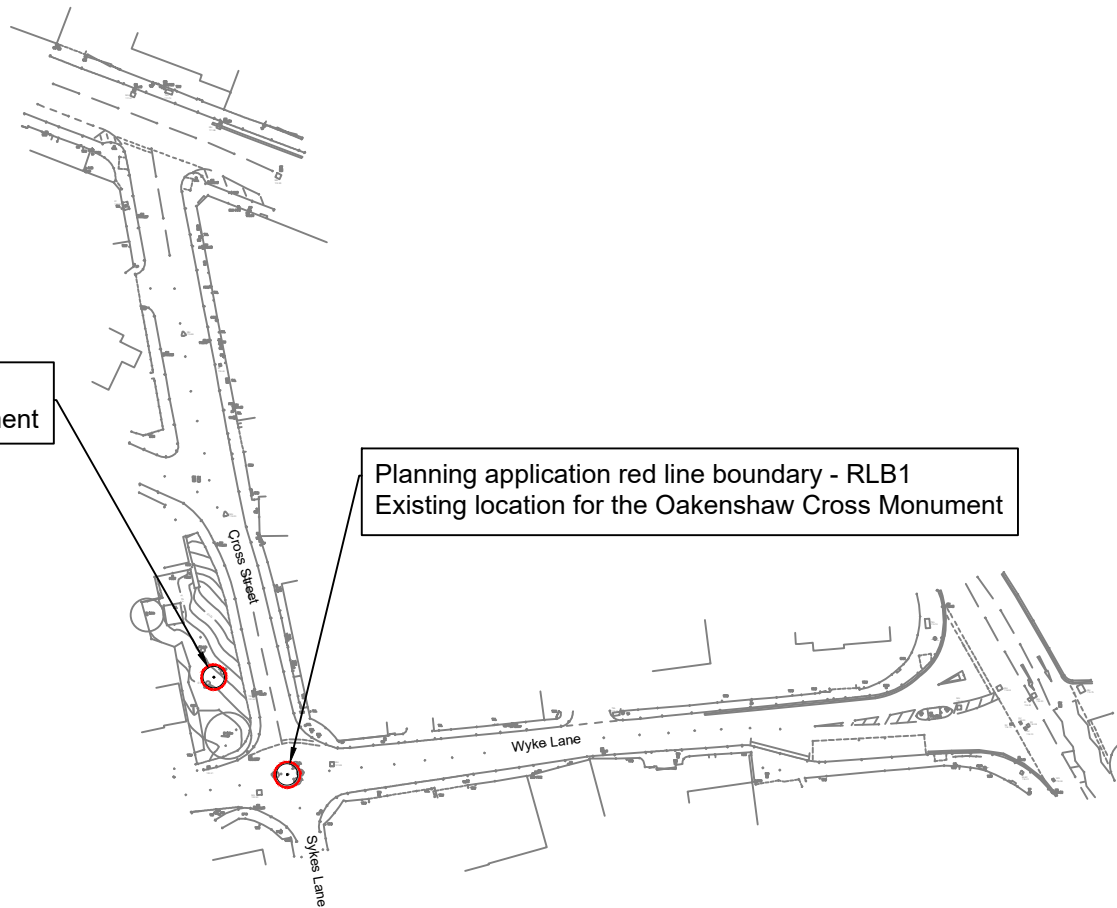 ent
Planning application red line boundary - RLB1
Existing location for the Oakenshaw Cross Monument
Cross Street
Wyke Lane
Sykes Lane